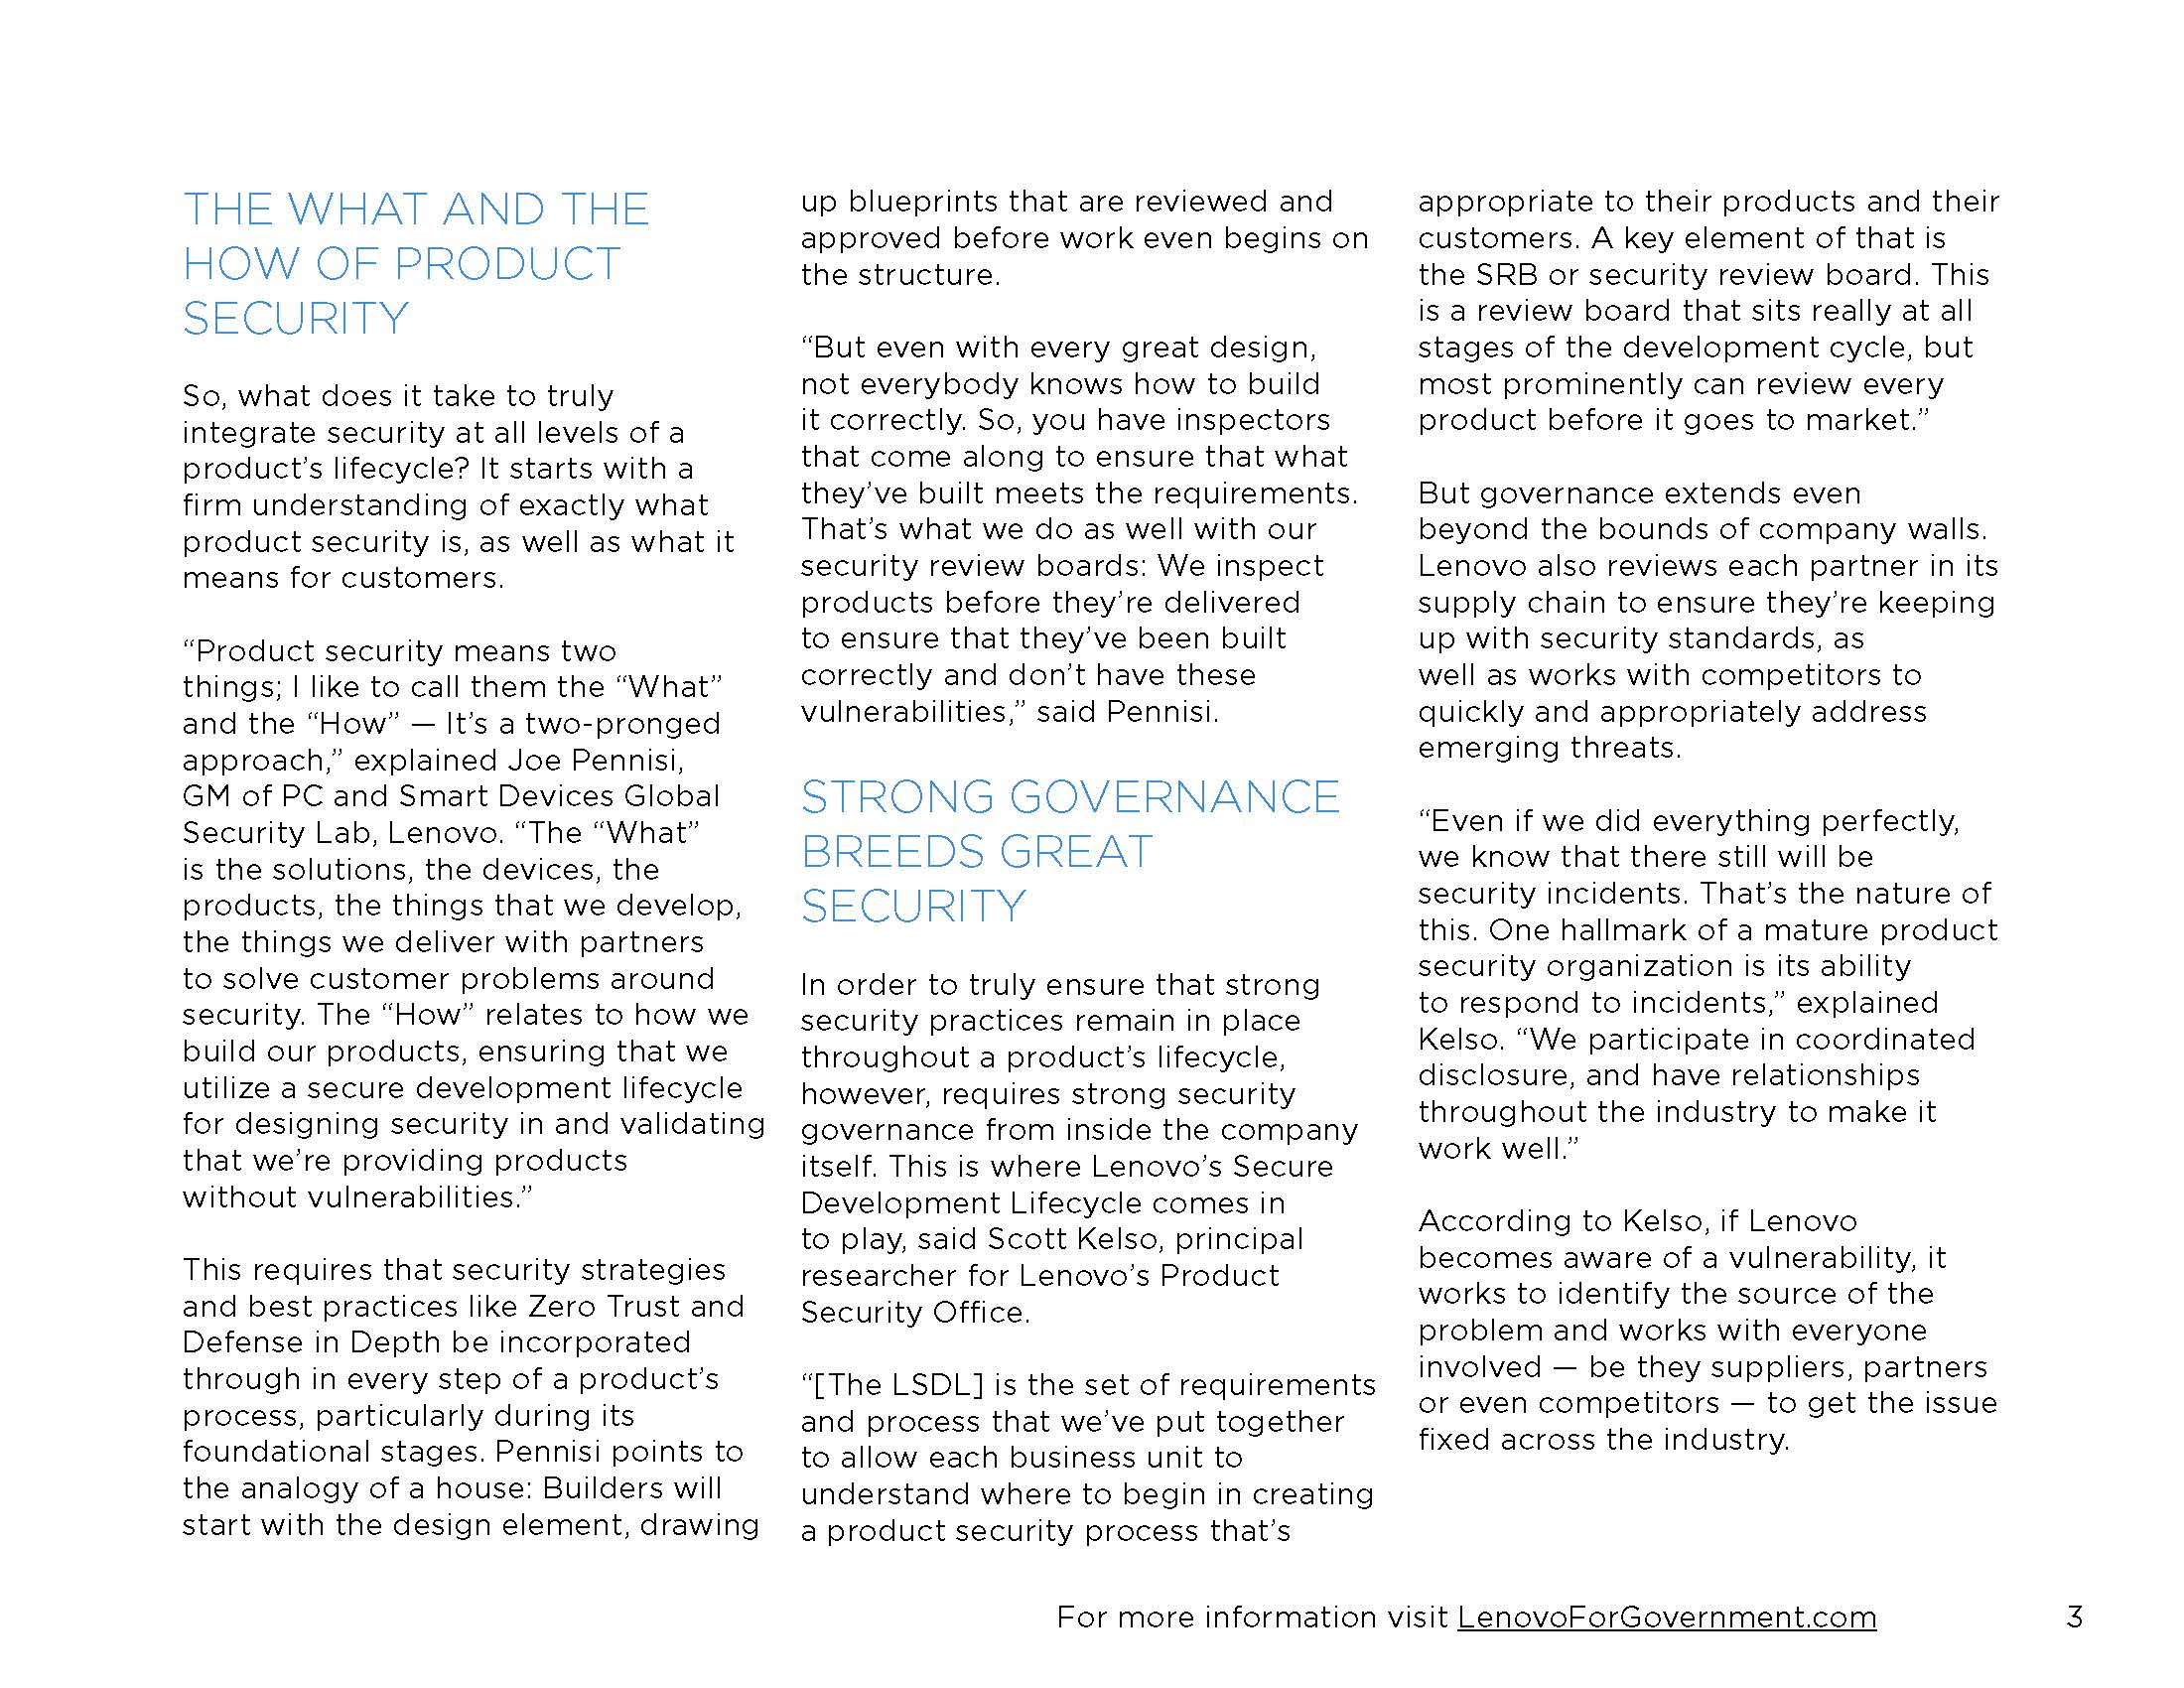 THE WHAT AND THE
HOW OF PRODUCT
SECURITY
So, what does it take to truly
integrate security at all levels of a
product’s lifecycle? It starts with a
firm understanding of exactly what
product security is, as well as what it
means for customers.
“Product security means two
things; I like to call them the “What”
and the “How” — It’s a two-pronged
approach,” explained Joe Pennisi,
GM of PC and Smart Devices Global
Security Lab, Lenovo. “The “What”
is the solutions, the devices, the
products, the things that we develop,
the things we deliver with partners
to solve customer problems around
security. The “How” relates to how we
build our products, ensuring that we
utilize a secure development lifecycle
for designing security in and validating
that we’re providing products
without vulnerabilities.”
This requires that security strategies
and best practices like Zero Trust and
Defense in Depth be incorporated
through in every step of a product’s
process, particularly during its
foundational stages. Pennisi points to
the analogy of a house: Builders will
start with the design element, drawing
up blueprints that are reviewed and
approved before work even begins on
the structure.
“But even with every great design,
not everybody knows how to build
it correctly. So, you have inspectors
that come along to ensure that what
they’ve built meets the requirements.
That’s what we do as well with our
security review boards: We inspect
products before they’re delivered
to ensure that they’ve been built
correctly and don’t have these
vulnerabilities,” said Pennisi.
STRONG GOVERNANCE
BREEDS GREAT
SECURITY
In order to truly ensure that strong
security practices remain in place
throughout a product’s lifecycle,
however, requires strong security
governance from inside the company
itself. This is where Lenovo’s Secure
Development Lifecycle comes in
to play, said Scott Kelso, principal
researcher for Lenovo’s Product
Security Office.
“[The LSDL] is the set of requirements
and process that we’ve put together
to allow each business unit to
understand where to begin in creating
a product security process that’s
appropriate to their products and their
customers. A key element of that is
the SRB or security review board. This
is a review board that sits really at all
stages of the development cycle, but
most prominently can review every
product before it goes to market.”
But governance extends even
beyond the bounds of company walls.
Lenovo also reviews each partner in its
supply chain to ensure they’re keeping
up with security standards, as
well as works with competitors to
quickly and appropriately address
emerging threats.
“Even if we did everything perfectly,
we know that there still will be
security incidents. That’s the nature of
this. One hallmark of a mature product
security organization is its ability
to respond to incidents,” explained
Kelso. “We participate in coordinated
disclosure, and have relationships
throughout the industry to make it
work well.”
According to Kelso, if Lenovo
becomes aware of a vulnerability, it
works to identify the source of the
problem and works with everyone
involved — be they suppliers, partners
or even competitors — to get the issue
fixed across the industry.
For more information visit LenovoForGovernment.com
3